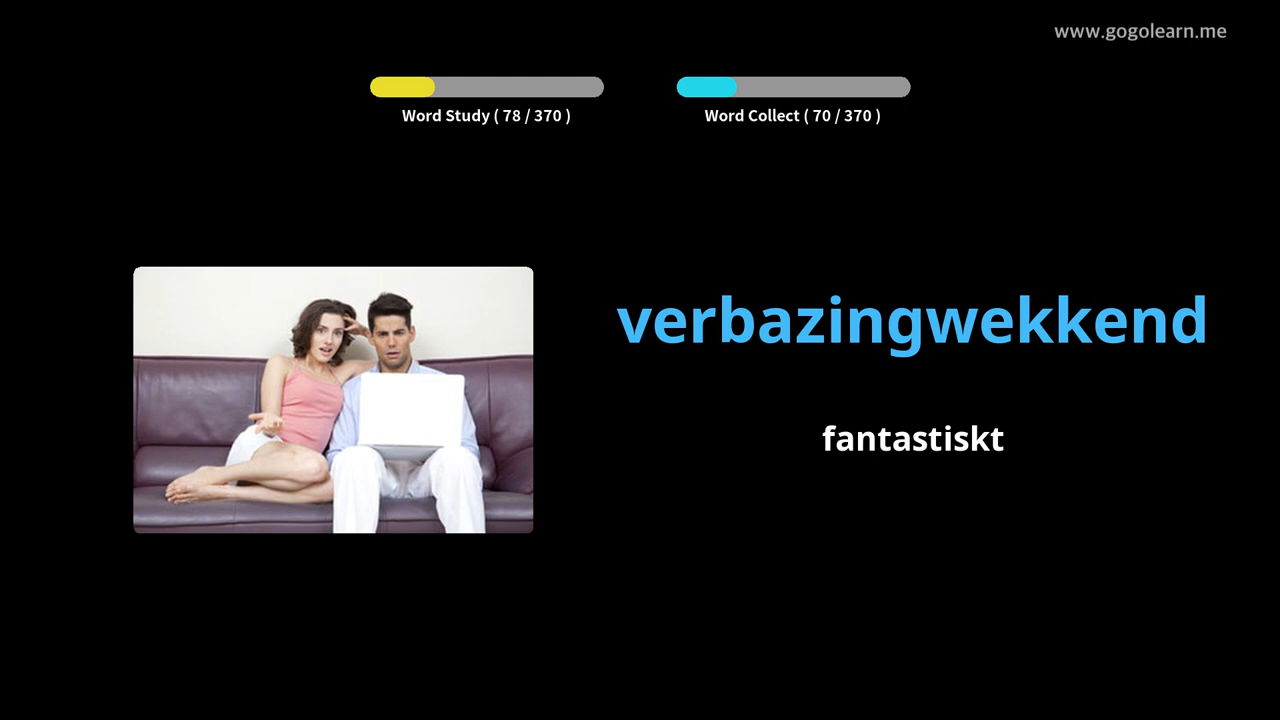 www.gogolearn.me
Word Study ( 78 / 370 )
Word Collect ( 70 / 370 )
verbazingwekkend
fantastiskt